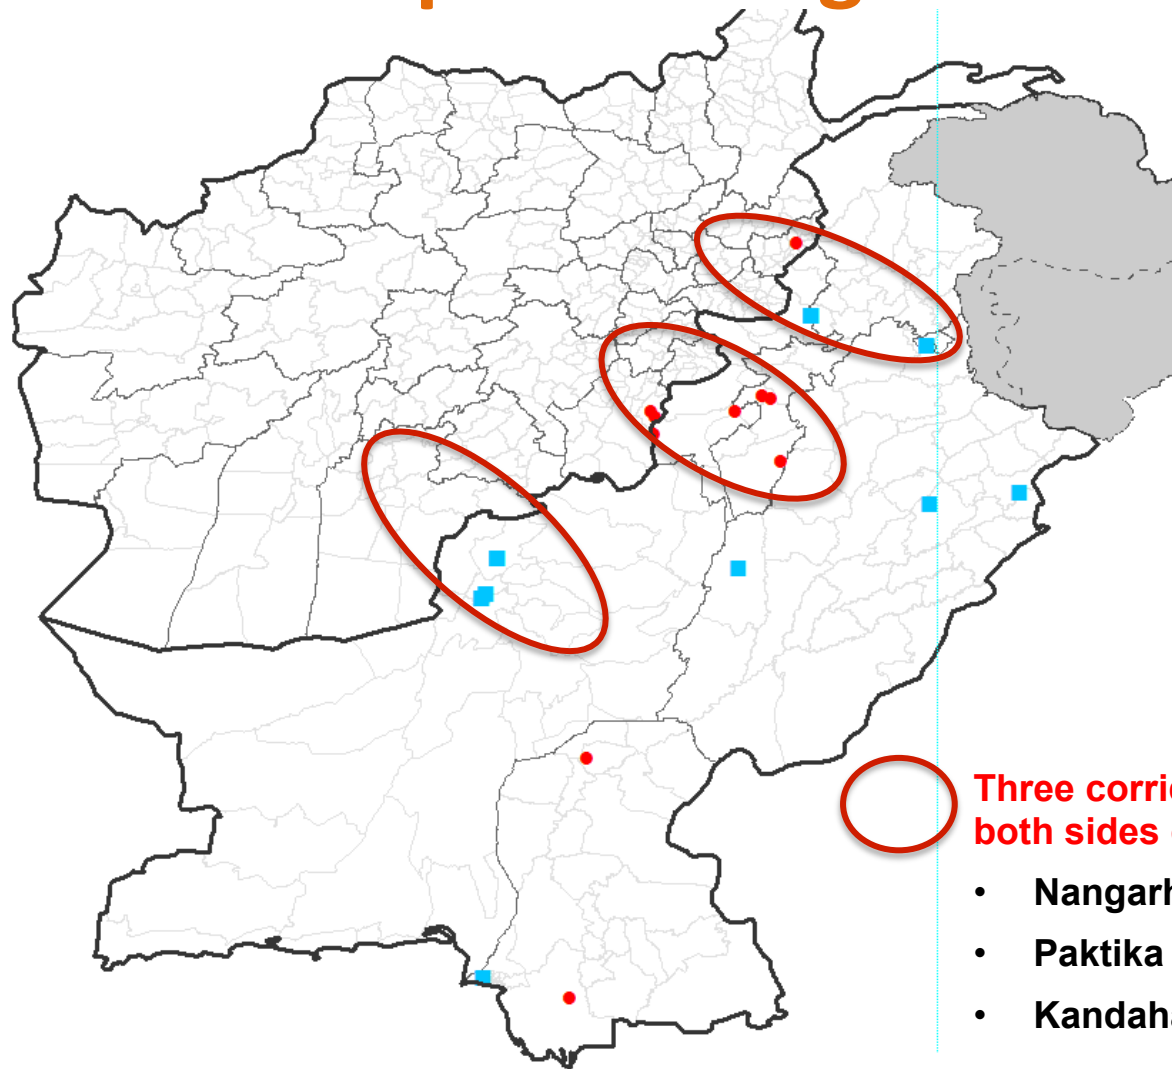 Three corri
both sides
• Nangarh
• Paktika
• Kandaha